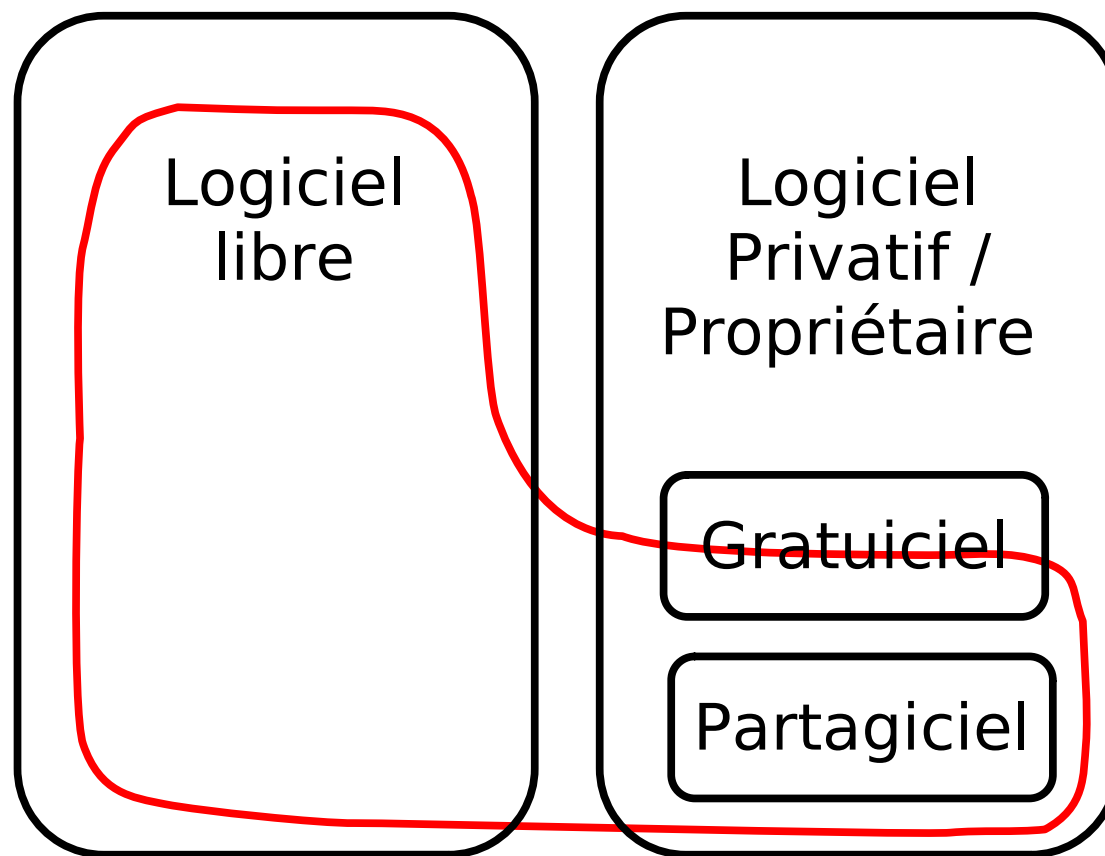 Logiciel
libre
Logiciel
Privatif /
Propriétaire
Gratuiciel
Partagiciel